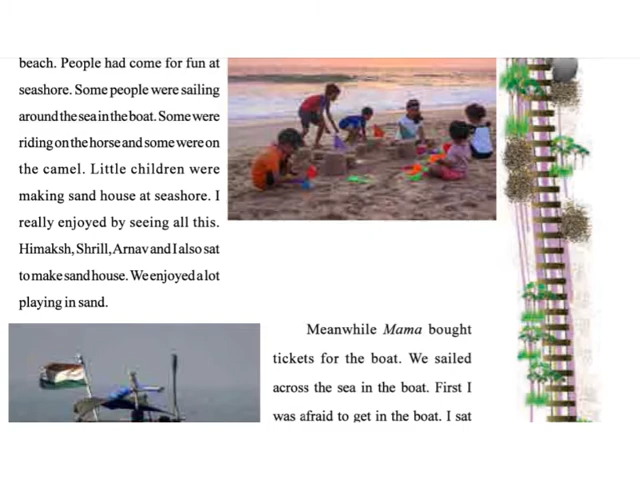 beach. People had come for fun at
seashore. Some people were sailing
around the sea in the boat. Some were
riding on the horse and some were on
the camel. Little children were
making sand house at seashore. I
really enjoyed by seeing all this.
Himaksh, Shrill, Arnav and I also sat
to make sand house. We enjoyed a lot
playing in sand.
Meanwhile Mama bought
tickets for the boat. We sailed
across the sea in the boat. First I
was afraid to get in the boat. I sat